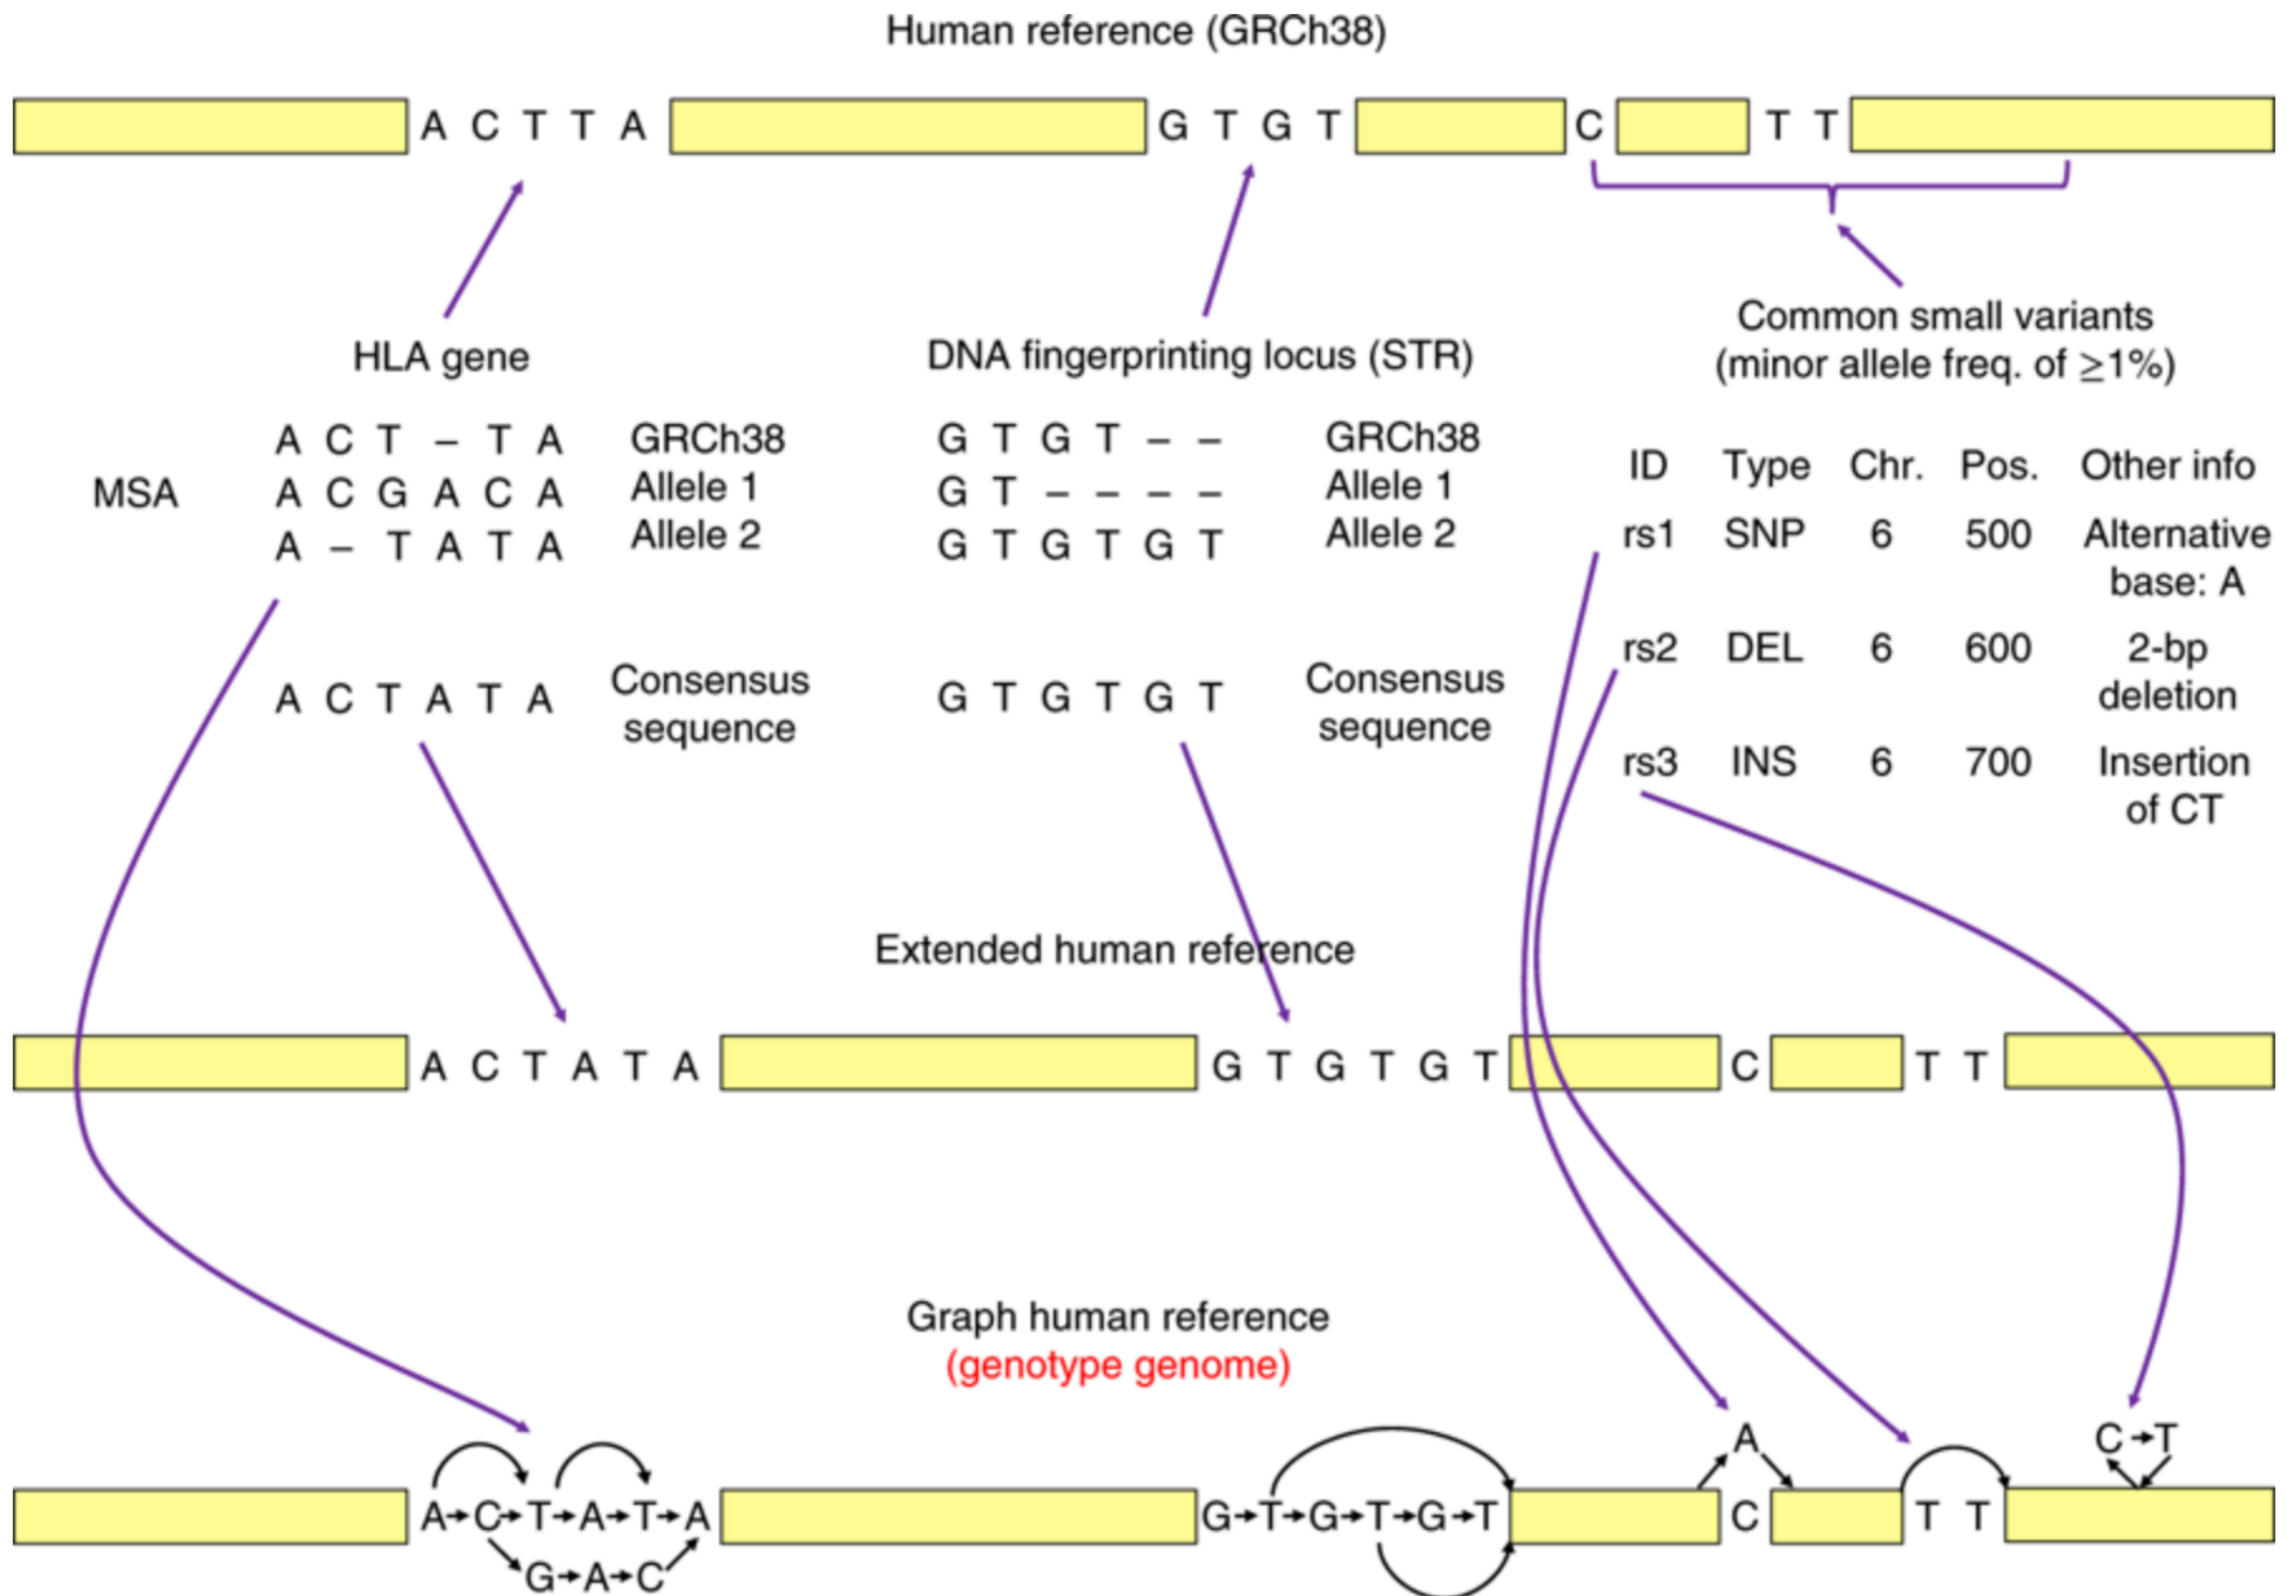 Human reference (GRCh38)
A C T T A G T G T C T T
HLA gene
MSA
A C T – T A GRCh38
A C G A C A Allele 1
A – T A T A Allele 2
A C T A T A Consensus
sequence
DNA fingerprinting locus (STR)
G T G T – – GRCh38
G T – – – – Allele 1
G T G T G T Allele 2
G T G T G T Consensus
sequence
Common small variants
(minor allele freq. of ≥1%)
ID Type Chr. Pos. Other info
rs1 SNP 6 500 Alternative
base: A
rs2 DEL 6 600 2-bp
deletion
rs3 INS 6 700 Insertion
of CT
Extended human reference
A C T A T A G T G T G T C T T
Graph human reference
(genotype genome)
A C T
A C T A T A G T G T G T C T T
G A C